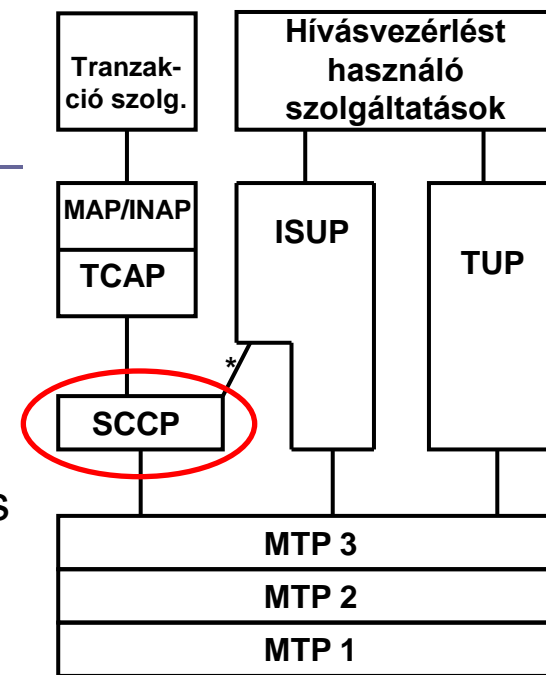 Tranzak-
ció szolg.
Hívásvezérlést
használó
szolgáltatások
MAP/INAP
TCAP
ISUP
TUP
*
SCCP
s
MTP 3
MTP 2
MTP 1